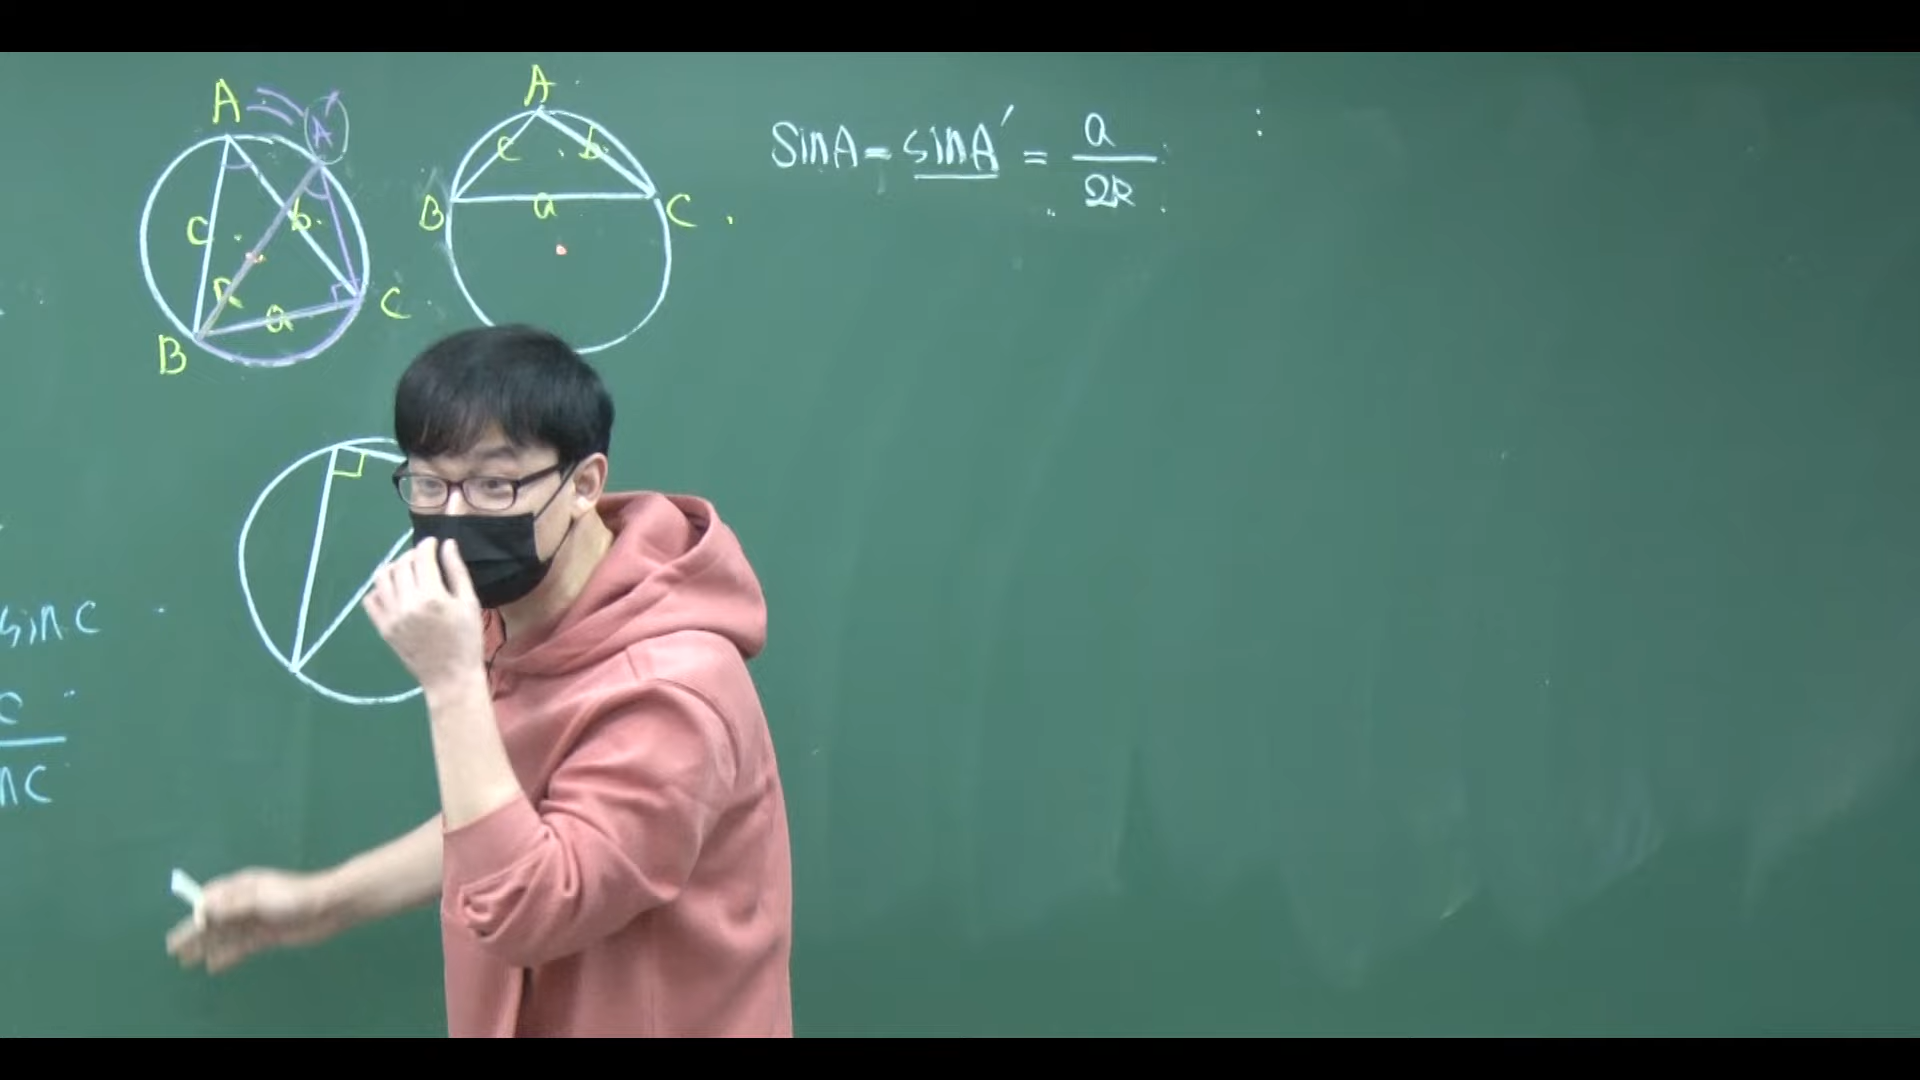 A A'
c b
R a
B C
A
c b
B a C
sinA = sinA' = a / 2R
sinC
c
nC